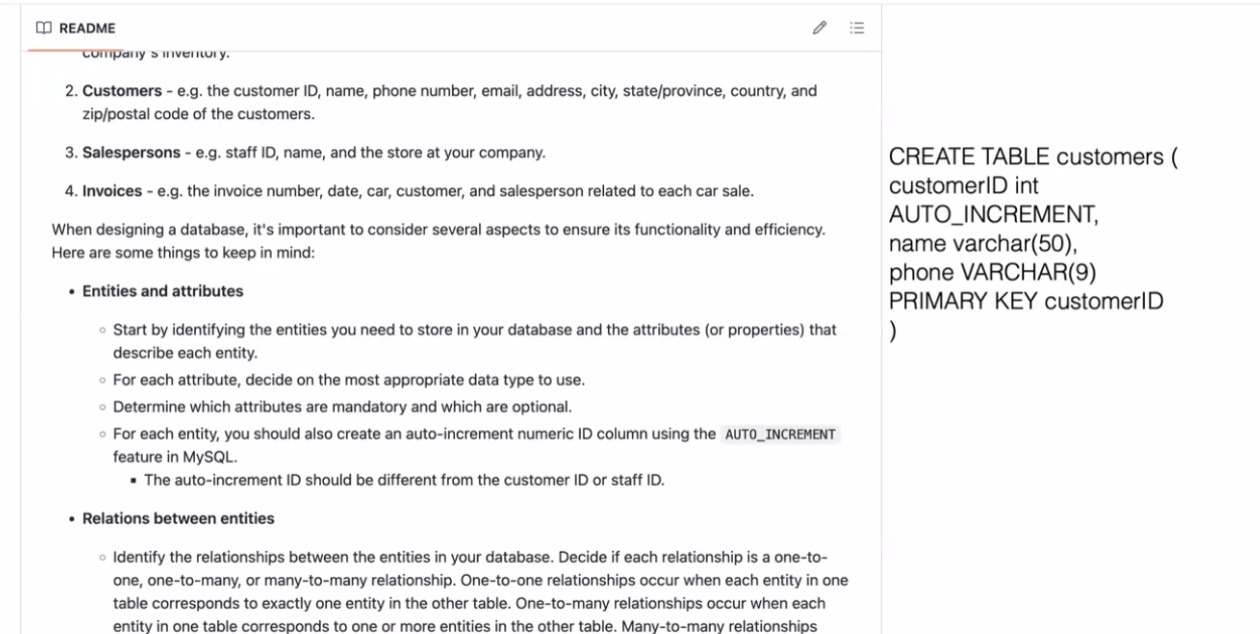 README
company's inventory.
2. Customers - e.g. the customer ID, name, phone number, email, address, city, state/province, country, and
zip/postal code of the customers.
3. Salespersons - e.g. staff ID, name, and the store at your company.
4. Invoices - e.g. the invoice number, date, car, customer, and salesperson related to each car sale.
When designing a database, it's important to consider several aspects to ensure its functionality and efficiency.
Here are some things to keep in mind:
• Entities and attributes
◦ Start by identifying the entities you need to store in your database and the attributes (or properties) that
describe each entity.
◦ For each attribute, decide on the most appropriate data type to use.
◦ Determine which attributes are mandatory and which are optional.
◦ For each entity, you should also create an auto-increment numeric ID column using the AUTO_INCREMENT
feature in MySQL.
▪ The auto-increment ID should be different from the customer ID or staff ID.
• Relations between entities
◦ Identify the relationships between the entities in your database. Decide if each relationship is a one-to-
one, one-to-many, or many-to-many relationship. One-to-one relationships occur when each entity in one
table corresponds to exactly one entity in the other table. One-to-many relationships occur when each
entity in one table corresponds to one or more entities in the other table. Many-to-many relationships
CREATE TABLE customers (
customerID int
AUTO_INCREMENT,
name varchar(50),
phone VARCHAR(9)
PRIMARY KEY customerID
)